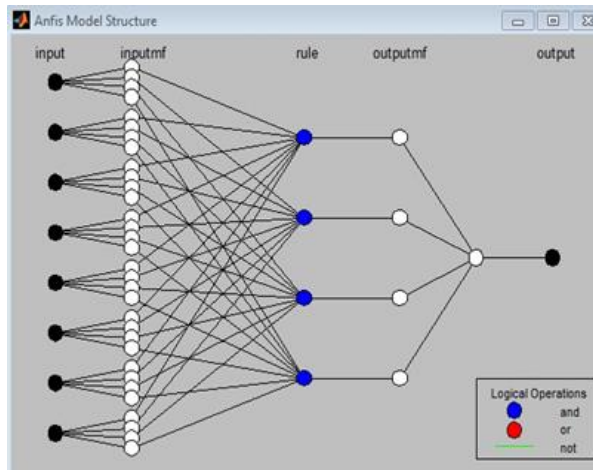 Anfis Model Structure
input inputmf rule outputmf output
Logical Operations
and
or
not